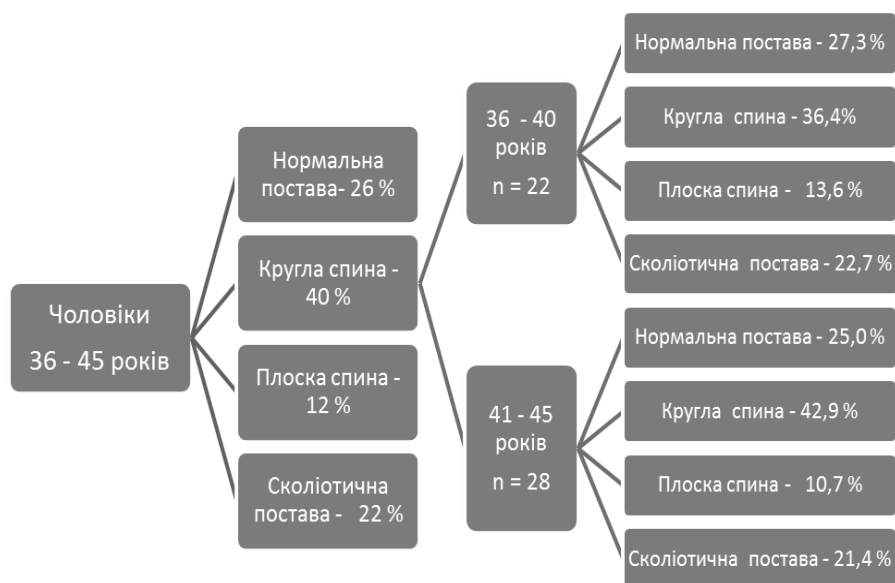 Чоловіки
36 - 45 років
Нормальна
постава- 26 %
Кругла спина -
40 %
Плоска спина -
12 %
Сколіотична
постава -   22 %
36  - 40
років
n = 22
41 - 45
років
n = 28
Нормальна постава - 27,3 %
Кругла  спина - 36,4%
Плоска спина -   13,6 %
Сколіотична  постава - 22,7 %
Нормальна постава - 25,0 %
Кругла  спина - 42,9 %
Плоска спина -   10,7 %
Сколіотична  постава - 21,4 %